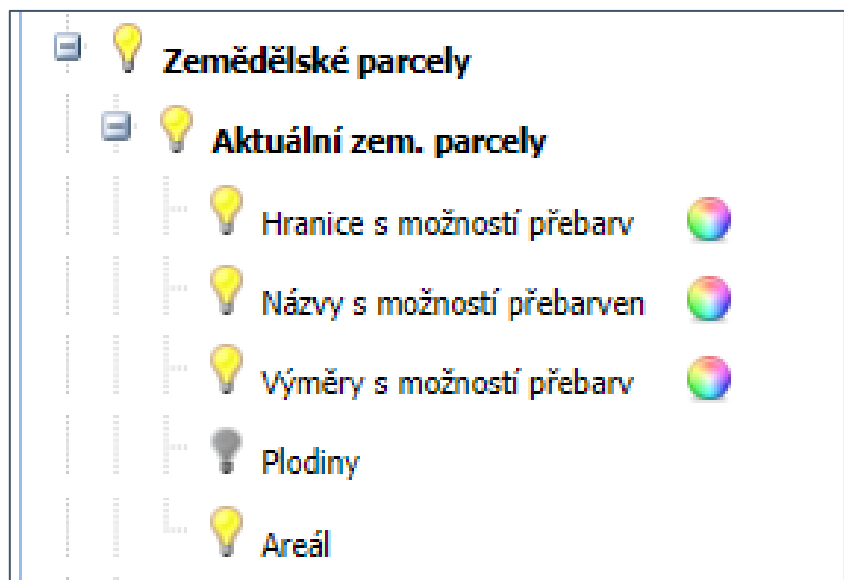 Zemědělské parcely
Aktuální zem. parcely
Hranice s možností přebarv
Názvy s možností přebarven
Výměry s možností přebarv
Plodiny
Areál